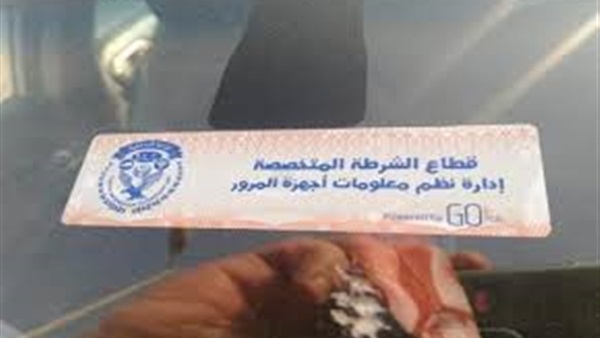 قطاع الشرطة المتخصصة
إدارة نظم معلومات أجهزة المرور
Powered by GO